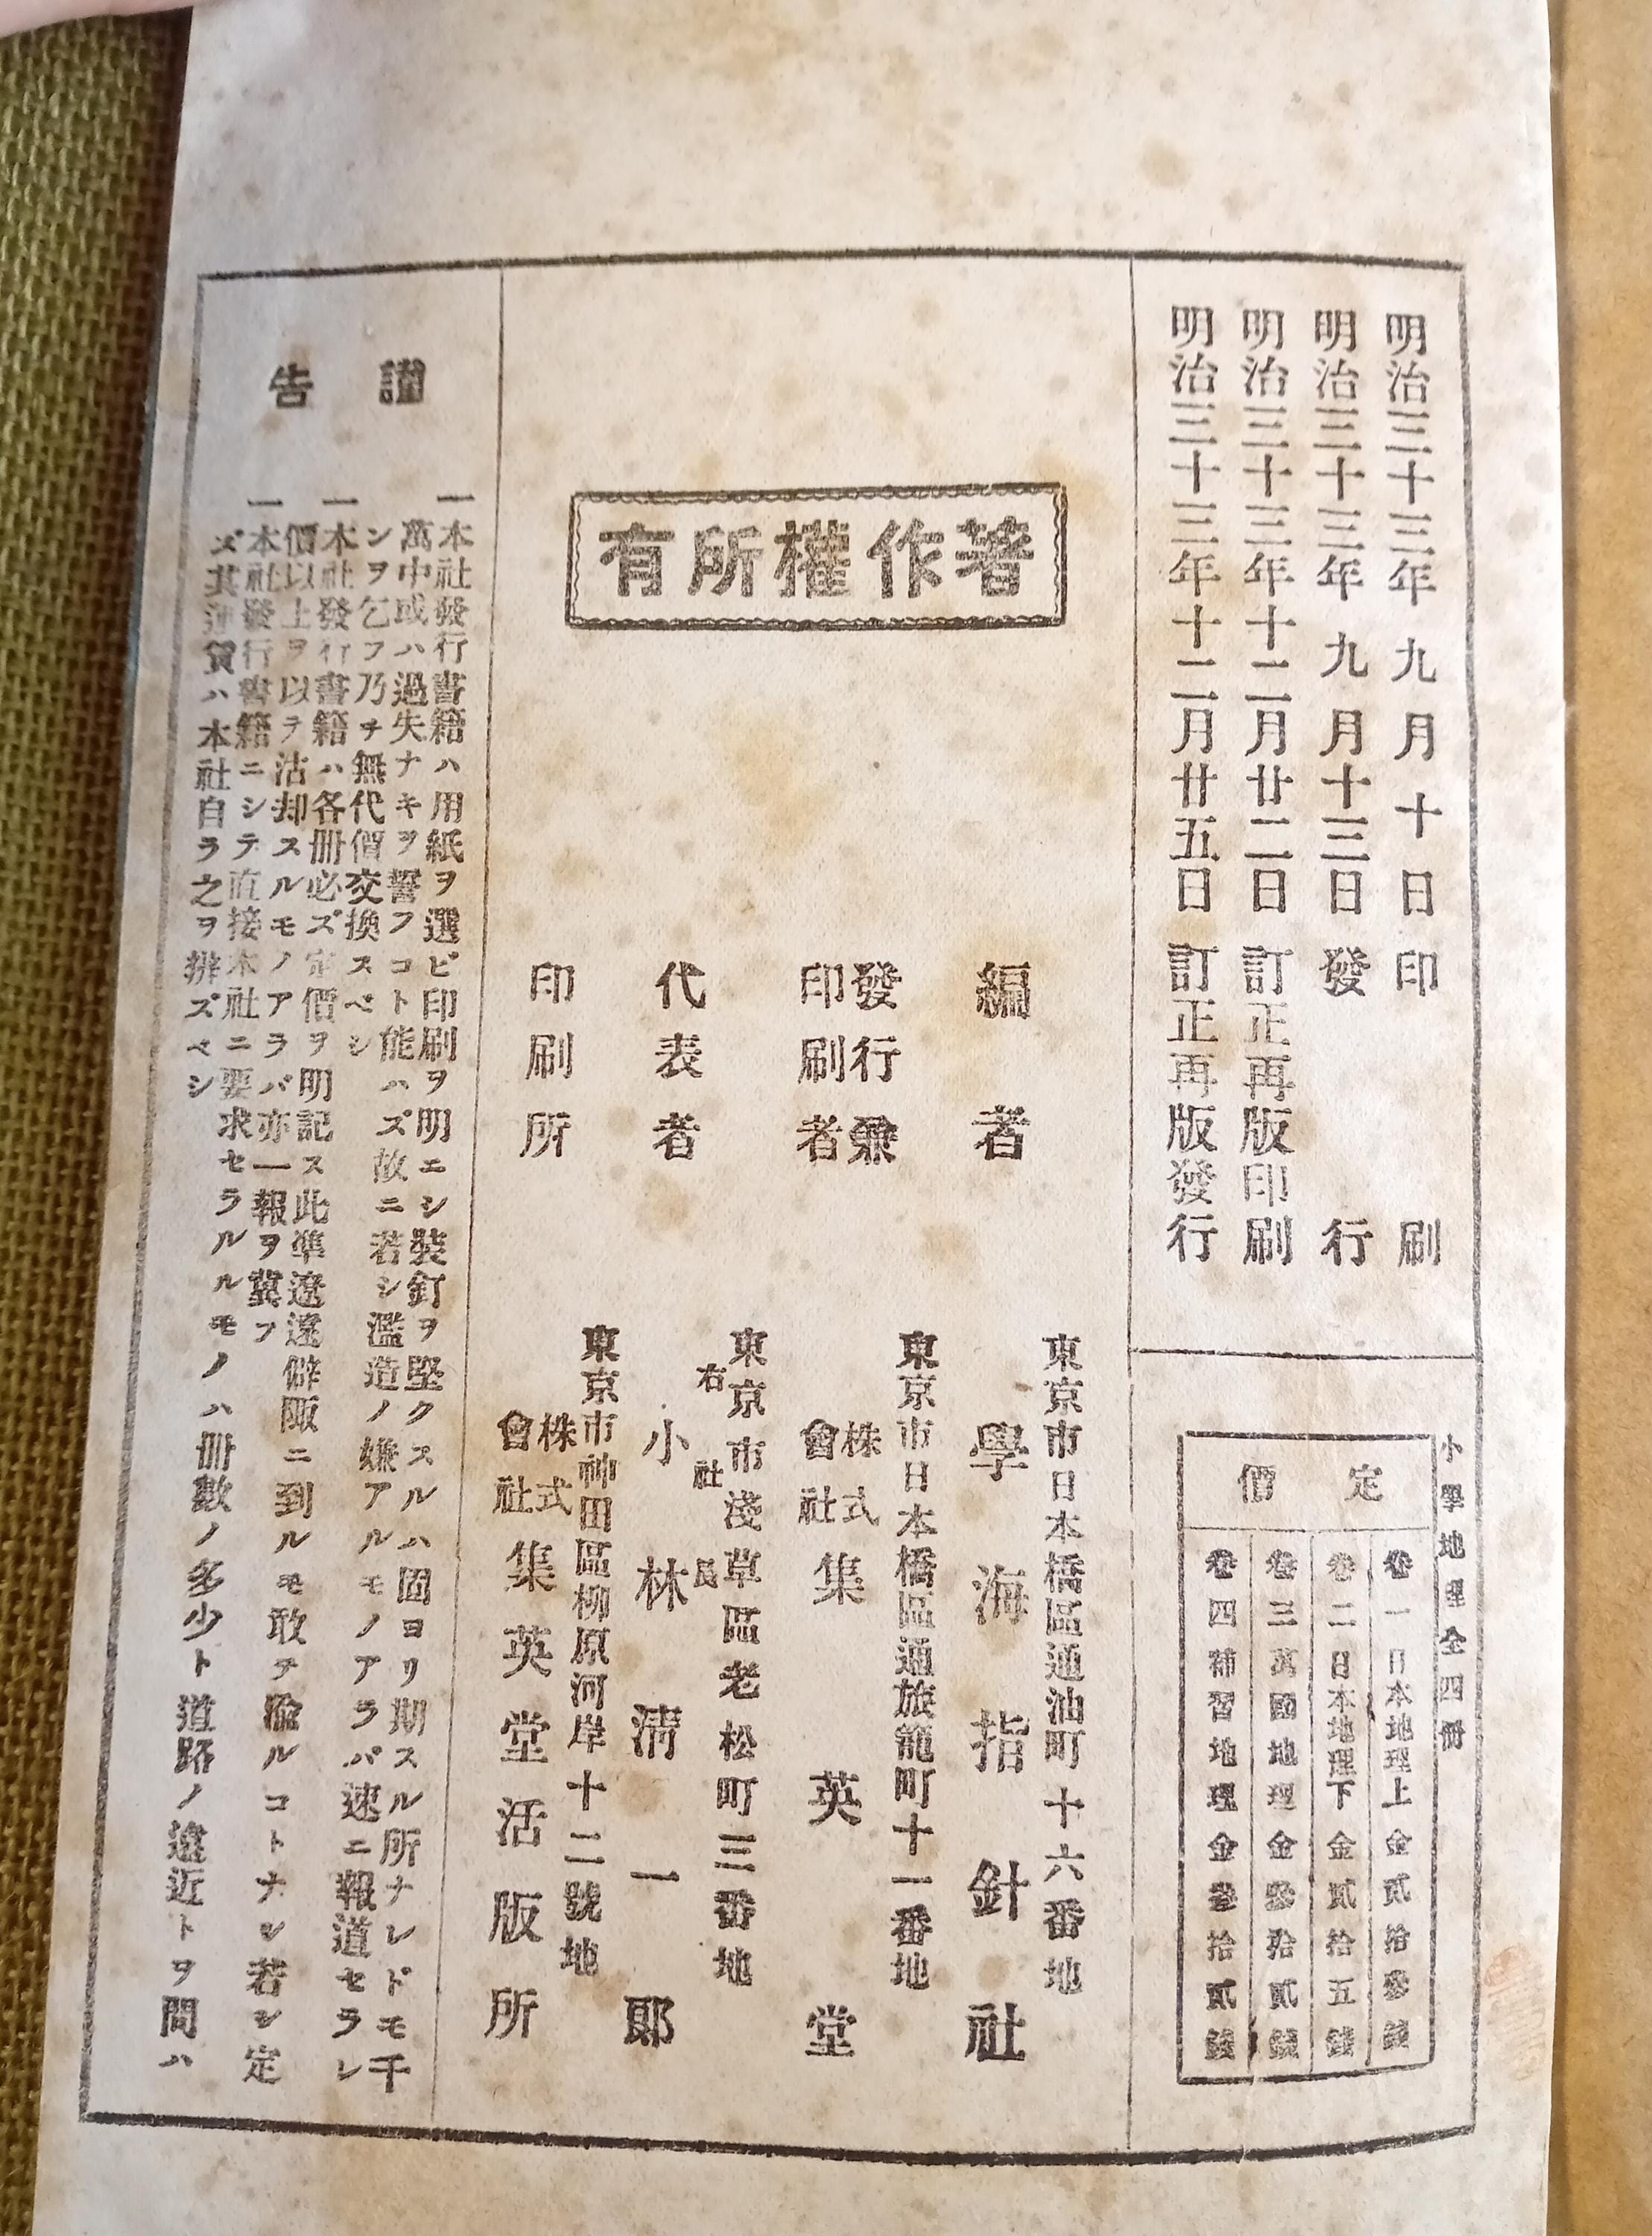 明治三十三年九月十日印刷
明治三十三年九月十三日發行
明治三十三年十二月廿二日訂正再版印刷
明治三十三年十二月廿五日訂正再版發行
小學地理全四冊
定價
卷一日本地理上金貳拾參錢
卷二日本地理下金貳拾五錢
卷三萬國地理金參拾貳錢
卷四補習地理金參拾貳錢
著作權所有
東京市日本橋區通油町十六番地
編者 學海指針社
東京市日本橋區通旅籠町十一番地
發行兼印刷者 株式會社 集英堂
東京市淺草區老松町三番地
右社員
代表者 小林淸一郎
東京市神田區柳原河岸十二號地
印刷所 株式會社 集英堂活版所
謹告
一本社發行書籍ハ用紙ヲ選ビ印刷ヲ明ニシ裝釘ヲ堅クスルハ固ヨリ期スル所ナレドモ千
萬中或ハ過失ナキヲ誓フコト能ハズ故ニ若シ濫造ノ嫌アルモノアラバ速ニ報道セラレ
ンヲ乞フ乃チ無代價交換スベシ
一本社發行書籍ハ各冊必ズ定價ヲ明記ス此準遼遠僻陬ニ到ルモ敢テ渝ルコトナシ若シ定
價以上ヲ以テ沽却スルモノアラバ亦一報ヲ冀フ
一本社發行書籍ニシテ直接本社ニ要求セラルルモノハ冊數ノ多少ト道路ノ遠近トヲ問ハ
ズ其運賃ハ本社自ラ之ヲ辨ズベシ